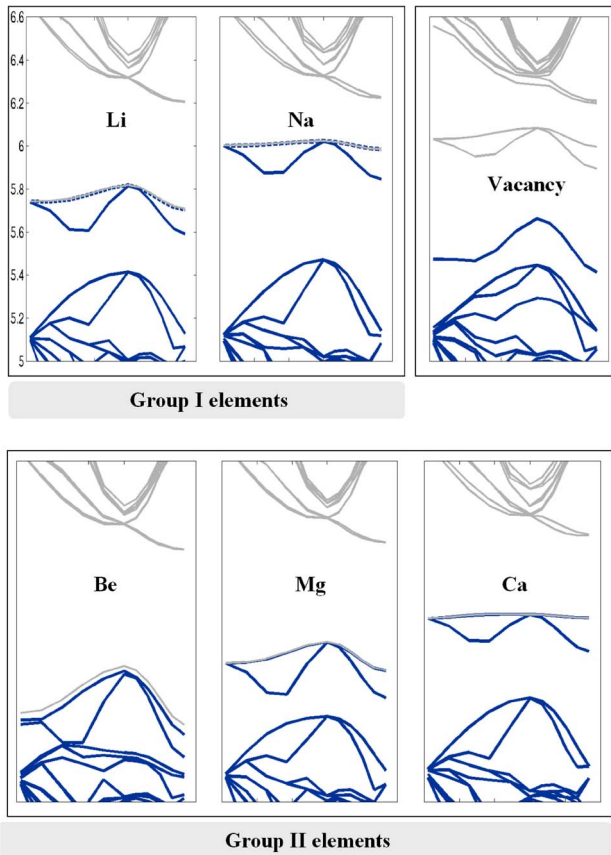 6.6
6.4
6.2
6
5.8
5.6
5.4
5.2
5
Li
Na
Vacancy
Group I elements
Be
Mg
Ca
Group II elements